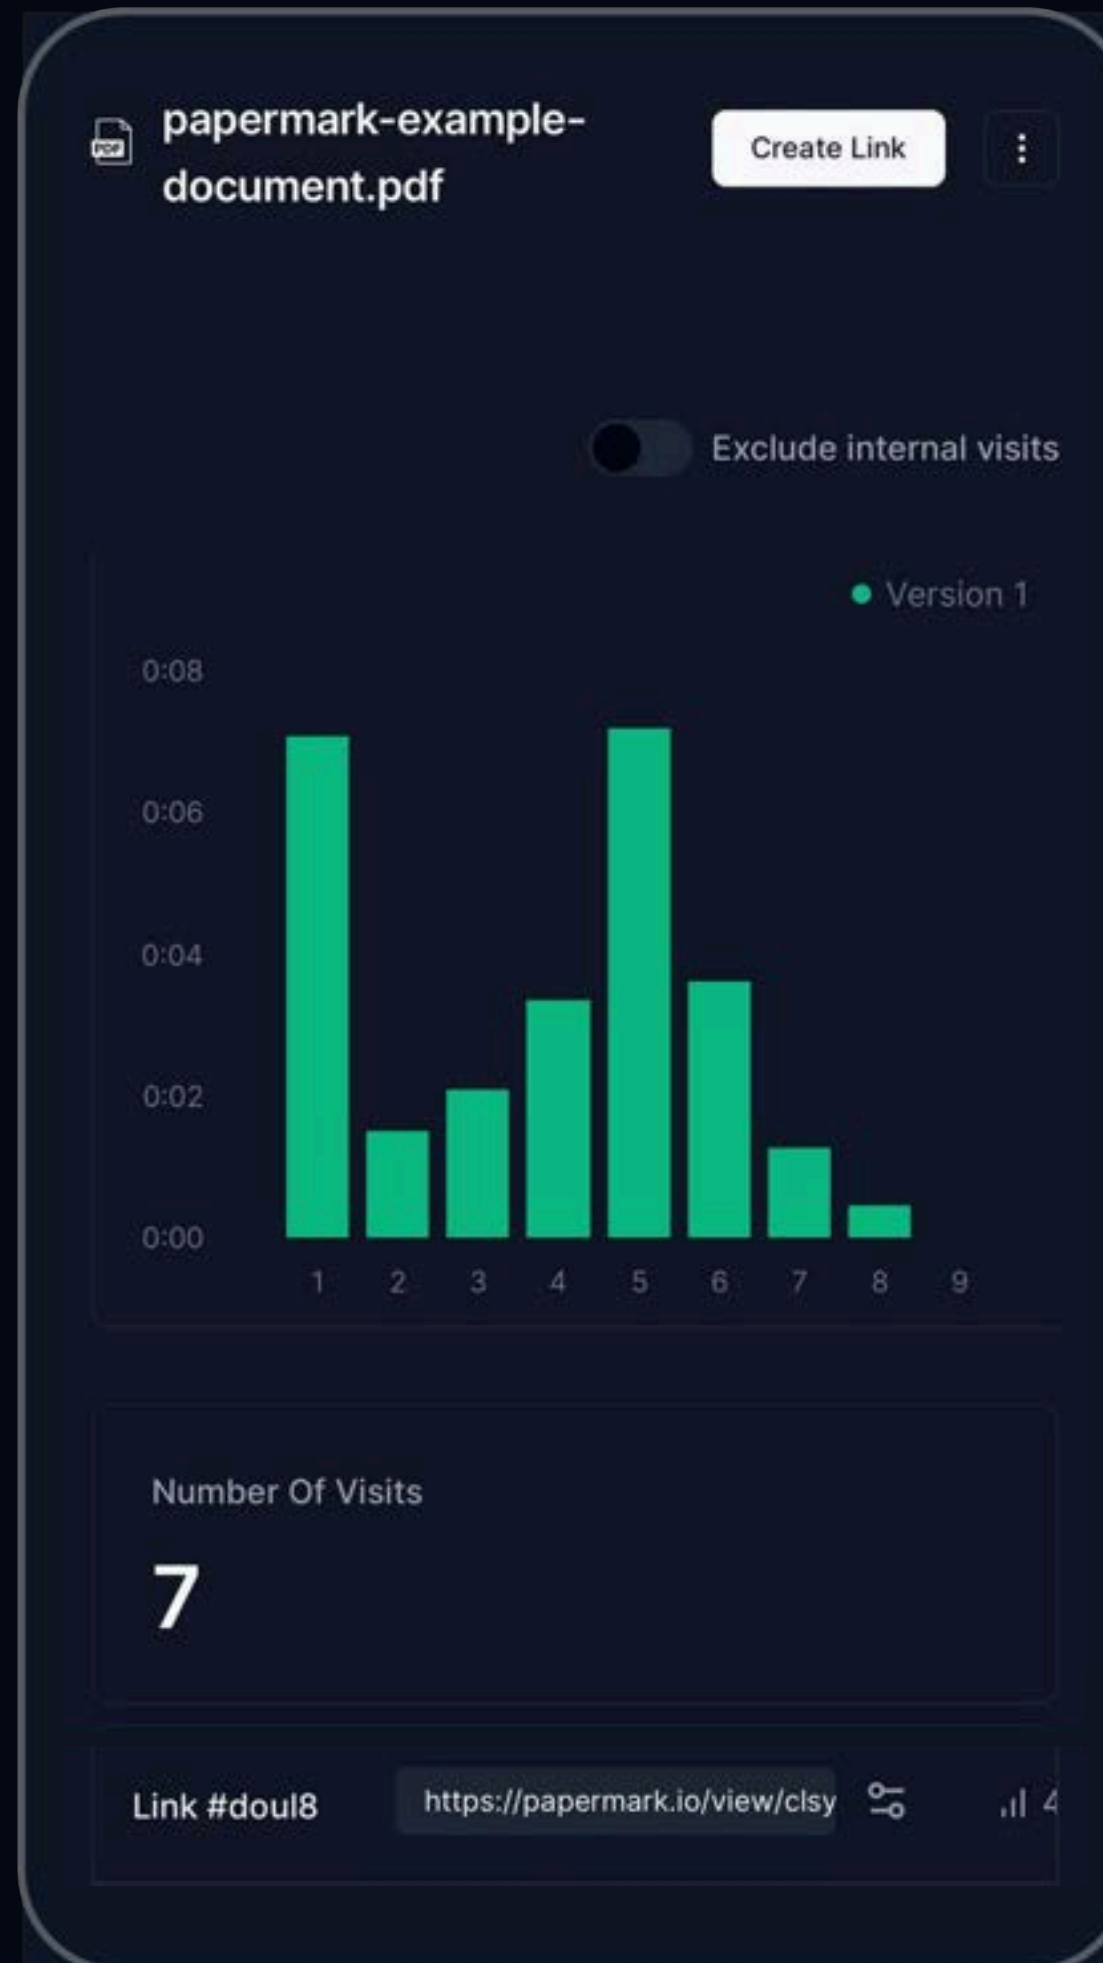 PDF
papermark-example-
document.pdf
Create Link
Exclude internal visits
Version 1
0:08
0:06
0:04
0:02
0:00
1 2 3 4 5 6 7 8 9
Number Of Visits
7
Link #doul8
https://papermark.io/view/clsy
4